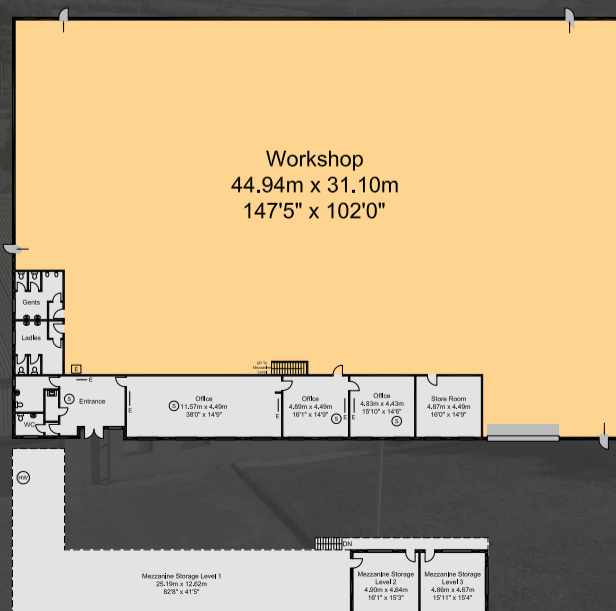 Workshop
44.94m x 31.10m
147'5" x 102'0"
Gents
Ladies
UP To
Mezzanine
Level
E
E
S
Entrance
WC
E
Office
S
11.57m x 4.49m
38'0" x 14'9"
E
Office
4.89m x 4.49m
16'1" x 14'9"
S
E
E
Office
4.83m x 4.43m
15'10" x 14'6"
S
Store Room
4.87m x 4.49m
16'0" x 14'9"
HW
DN
Mezzanine Storage Level 1
25.19m x 12.62m
82'8" x 41'5"
Mezzanine Storage
Level 2
4.90m x 4.64m
16'1" x 15'3"
Mezzanine Storage
Level 3
4.86m x 4.67m
15'11" x 15'4"